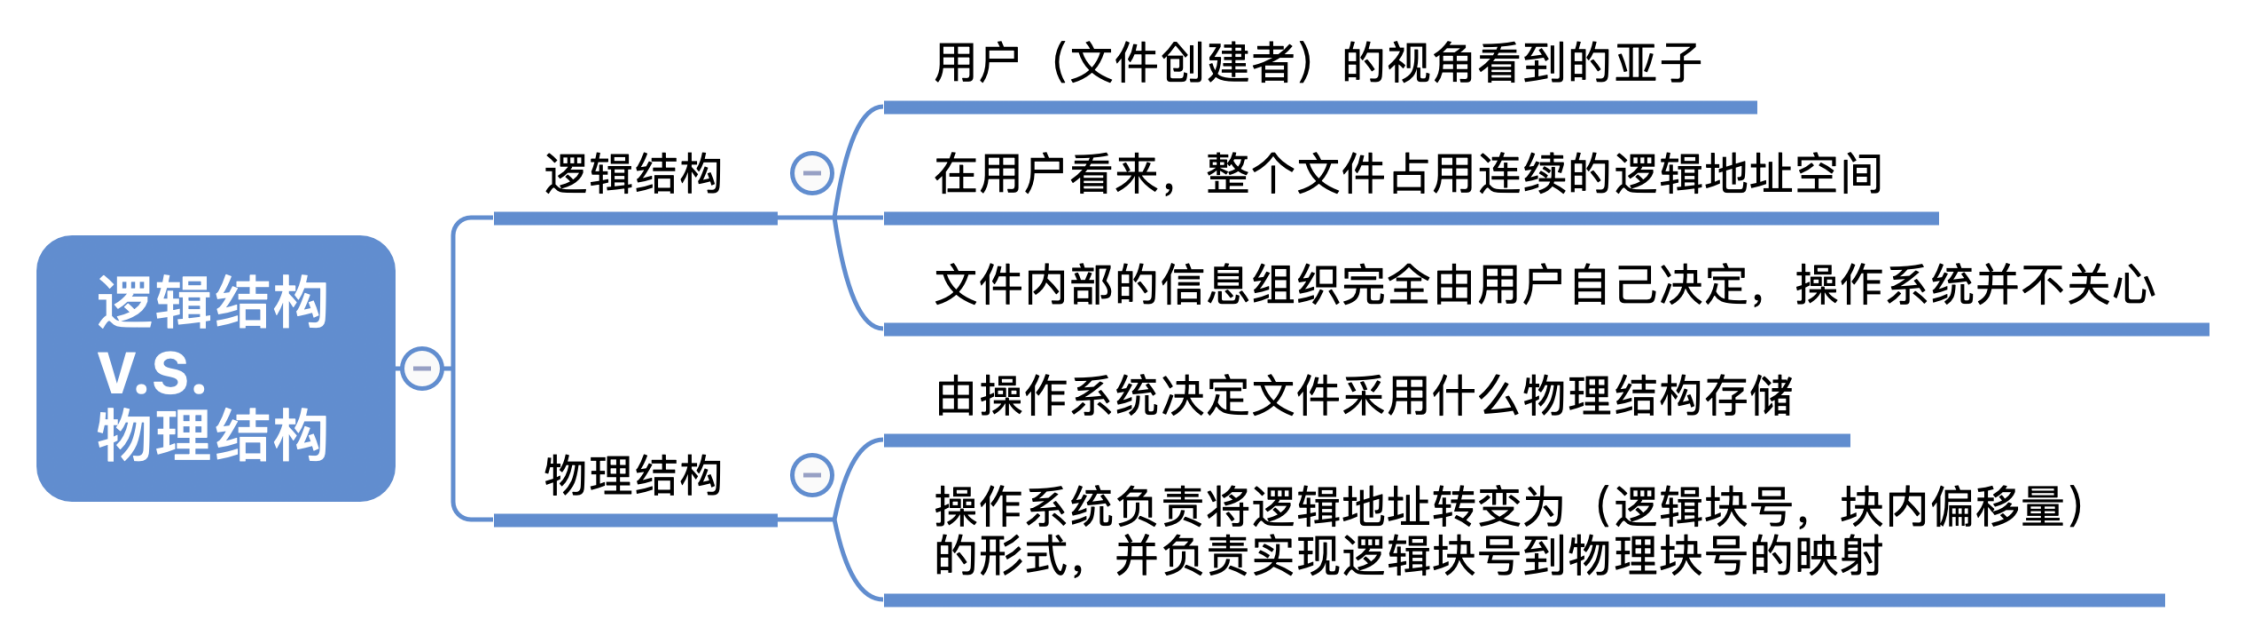 逻辑结构
V.S.
物理结构
逻辑结构
用户（文件创建者）的视角看到的亚子
在用户看来，整个文件占用连续的逻辑地址空间
文件内部的信息组织完全由用户自己决定，操作系统并不关心
物理结构
由操作系统决定文件采用什么物理结构存储
操作系统负责将逻辑地址转变为（逻辑块号，块内偏移量）
的形式，并负责实现逻辑块号到物理块号的映射